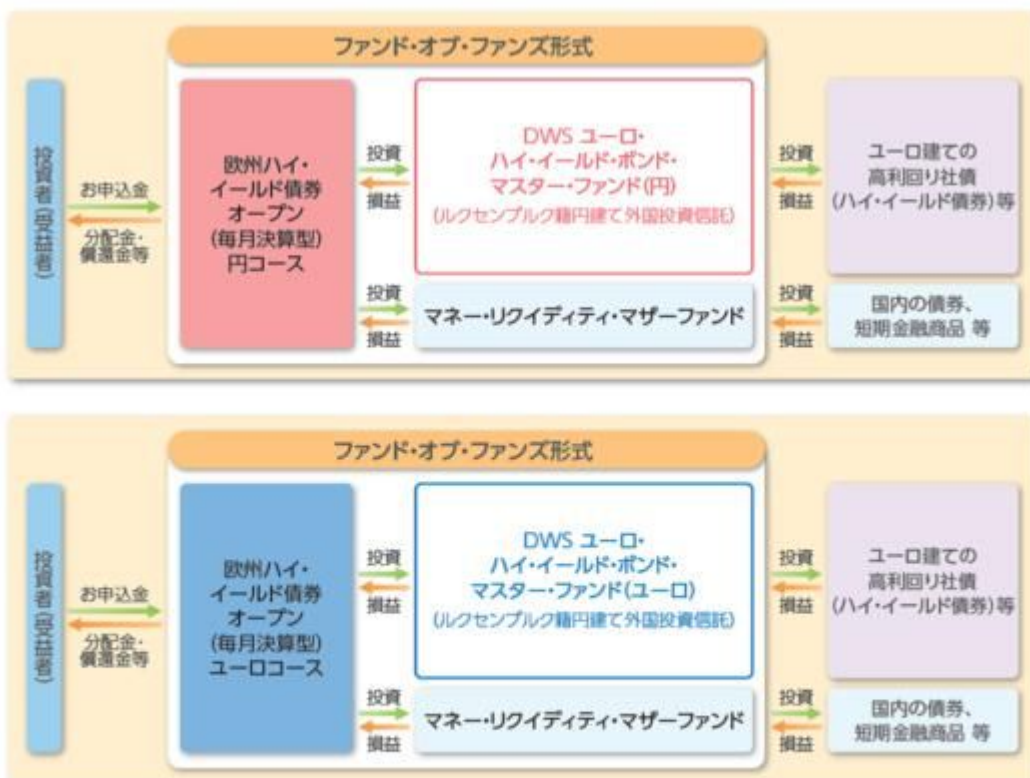 ファンド・オブ・ファンズ形式
投資者(受益者)
お申込金
分配金・
償還金等
欧州ハイ・
イールド債券
オープン
(毎月決算型)
円コース
投資
損益
DWS ユーロ・
ハイ・イールド・ボンド・
マスター・ファンド(円)
(ルクセンブルク籍円建て外国投資信託)
投資
損益
ユーロ建ての
高利回り社債
(ハイ・イールド債券)等
投資
損益
マネー・リクイディティ・マザーファンド
投資
損益
国内の債券、
短期金融商品 等
ファンド・オブ・ファンズ形式
投資者(受益者)
お申込金
分配金・
償還金等
欧州ハイ・
イールド債券
オープン
(毎月決算型)
ユーロコース
投資
損益
DWS ユーロ・
ハイ・イールド・ボンド・
マスター・ファンド(ユーロ)
(ルクセンブルク籍円建て外国投資信託)
投資
損益
ユーロ建ての
高利回り社債
(ハイ・イールド債券)等
投資
損益
マネー・リクイディティ・マザーファンド
投資
損益
国内の債券、
短期金融商品 等